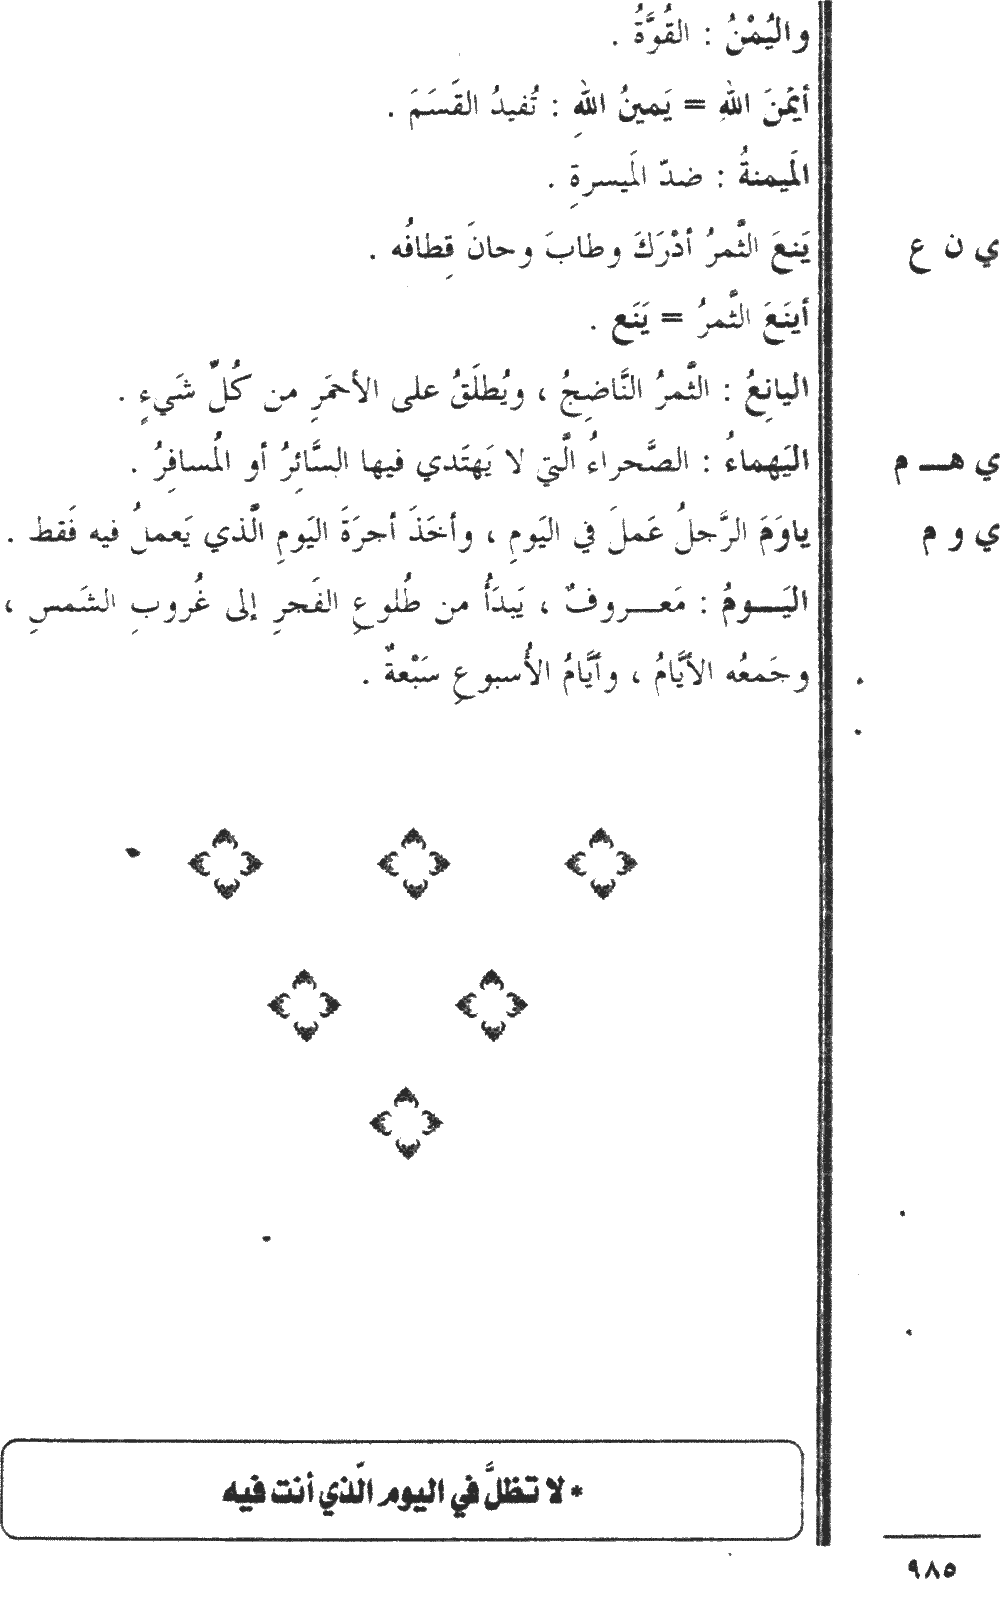 واليُمْنُ : القُوَّةُ .
أيْمُنَ اللهِ = يَمينُ اللهِ : تُفيدُ القَسَمَ .
المَيمنةُ : ضدّ المَيسرةِ .
ي ن ع يَنعَ الثَّمرُ أدْرَكَ وطابَ وحانَ قِطافُه .
أينَعَ الثَّمرُ = يَنَع .
اليانِعُ : الثَّمرُ النَّاضِجُ ، ويُطلَقُ على الأحمَرِ من كُلِّ شَيءٍ .
ي هـ م اليَهماءُ : الصَّحراءُ الَّتي لا يَهتَدي فيها السَّائِرُ أو المُسافِرُ .
ي و م ياوَمَ الرَّجلُ عَملَ في اليَومِ ، وأخَذَ أجرَةَ اليَومِ الَّذي يَعملُ فيه فَقط .
اليَـــومُ : مَعـــروفٌ ، يَبدَأُ من طُلوعِ الفَجرِ إلى غُروبِ الشَمسِ ،
وجَمعُه الأيَّامُ ، وأيَّامُ الأُسبوعِ سَبْعةٌ .
* لا تظلَّ في اليوم الّذي أنت فيه
٩٨٥